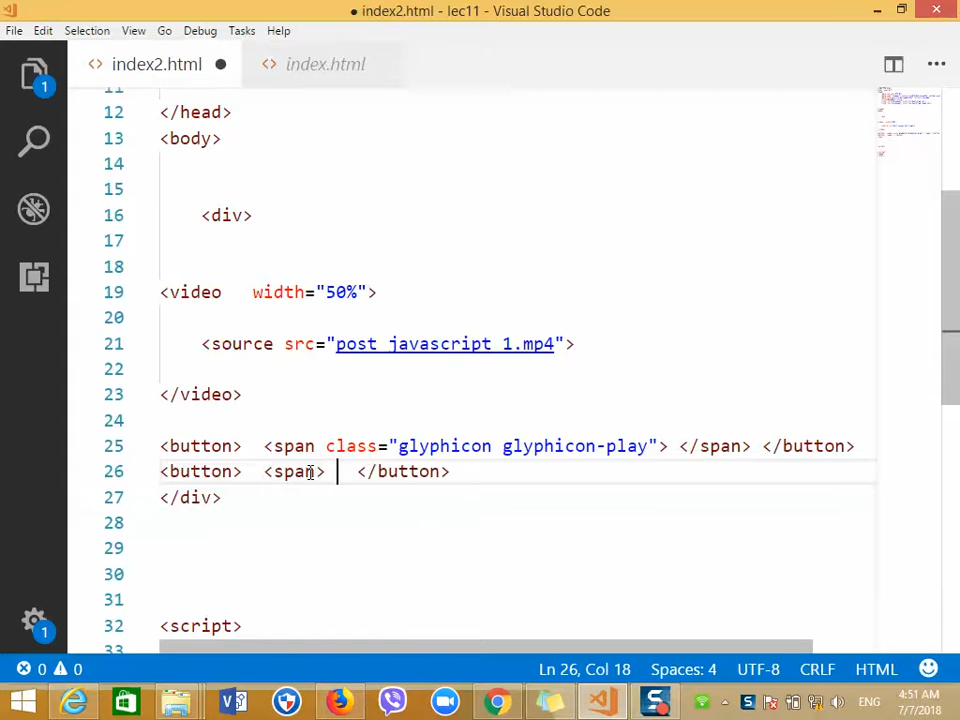 index2.html - lec11 - Visual Studio Code
File Edit Selection View Go Debug Tasks Help
index2.html index.html
11
12 </head>
13 <body>
14
15
16 <div>
17
18
19 <video width="50%">
20
21 <source src="post javascript 1.mp4">
22
23 </video>
24
25 <button> <span class="glyphicon glyphicon-play"> </span> </button>
26 <button> <span> </button>
27 </div>
28
29
30
31
32 <script>
33
1
1
0 0 Ln 26, Col 18 Spaces: 4 UTF-8 CRLF HTML
ENG
4:51 AM
7/7/2018